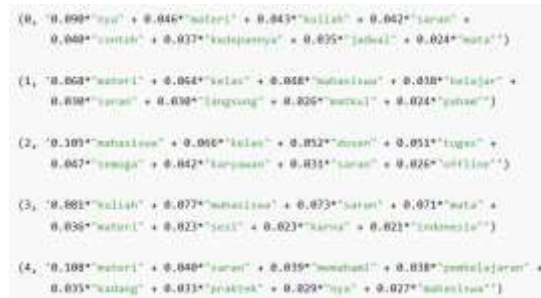 (0, '0.090*"nya" + 0.046*"materi" + 0.043*"kuliah" + 0.042*"saran" +
0.040*"contoh" + 0.037*"kedepannya" + 0.035*"jadwal" + 0.024*"mata"')
(1, '0.068*"materi" + 0.064*"kelas" + "mahasiswa" + 0.038*"belajar" +
0.030*"saran" + 0.030*"langsung" + 0.026*"matkul" + 0.024*"paham"')
(2, '0.105*"mahasiswa" + 0.066*"kelas" + 0.052*"dosen" + 0.051*"tugas" +
0.047*"semoga" + 0.042*"karyawan" + 0.031*"saran" + 0.026*"offline"')
(3, '0.081*"kuliah" + 0.077*"mahasiswa" + 0.073*"saran" + 0.071*"mata" +
0.036*"materi" + 0.023*"sesi" + 0.023*"karna" + 0.021*"indonesia"')
(4, '0.108*"materi" + 0.040*"saran" + 0.039*"memahami" + 0.038*"pembelajaran" +
0.035*"kadang" + 0.033*"praktek" + 0.029*"nya" + 0.027*"mahasiswa"')